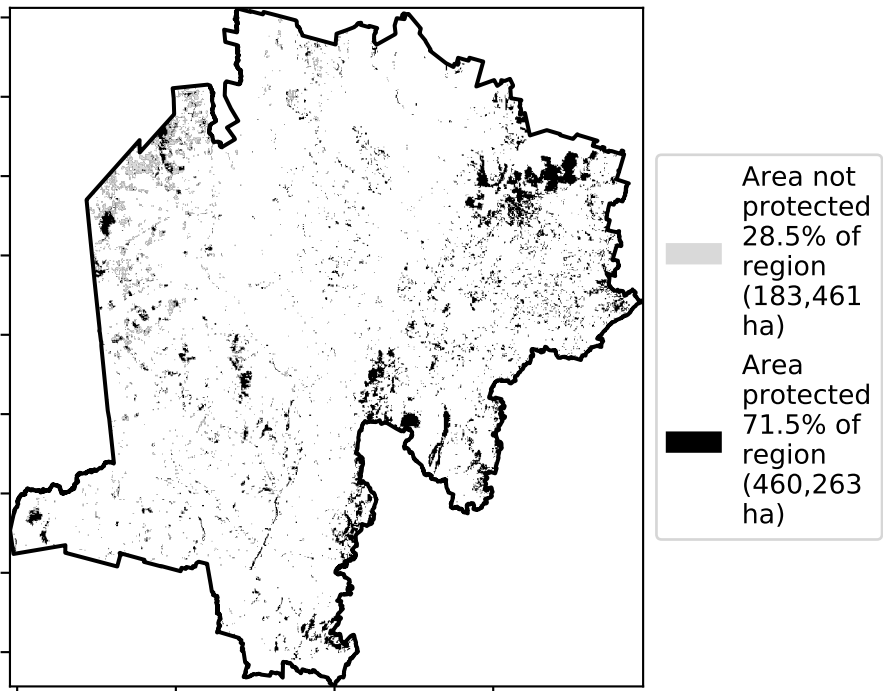 Area not
protected
28.5% of
region
(183,461
ha)
Area
protected
71.5% of
region
(460,263
ha)